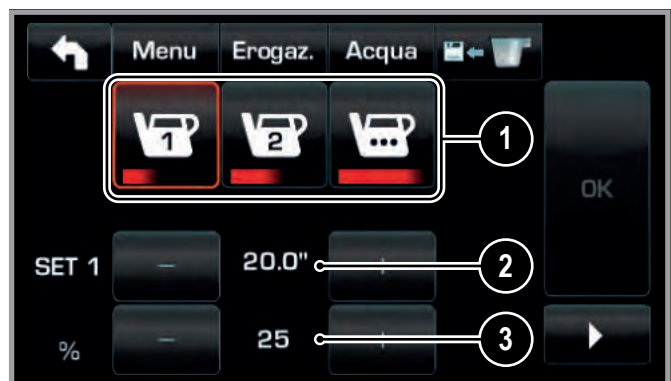 Menu Erogaz. Acqua
1 2 ... 1
OK
SET 1 − 20.0" + 2
% − 25 + 3